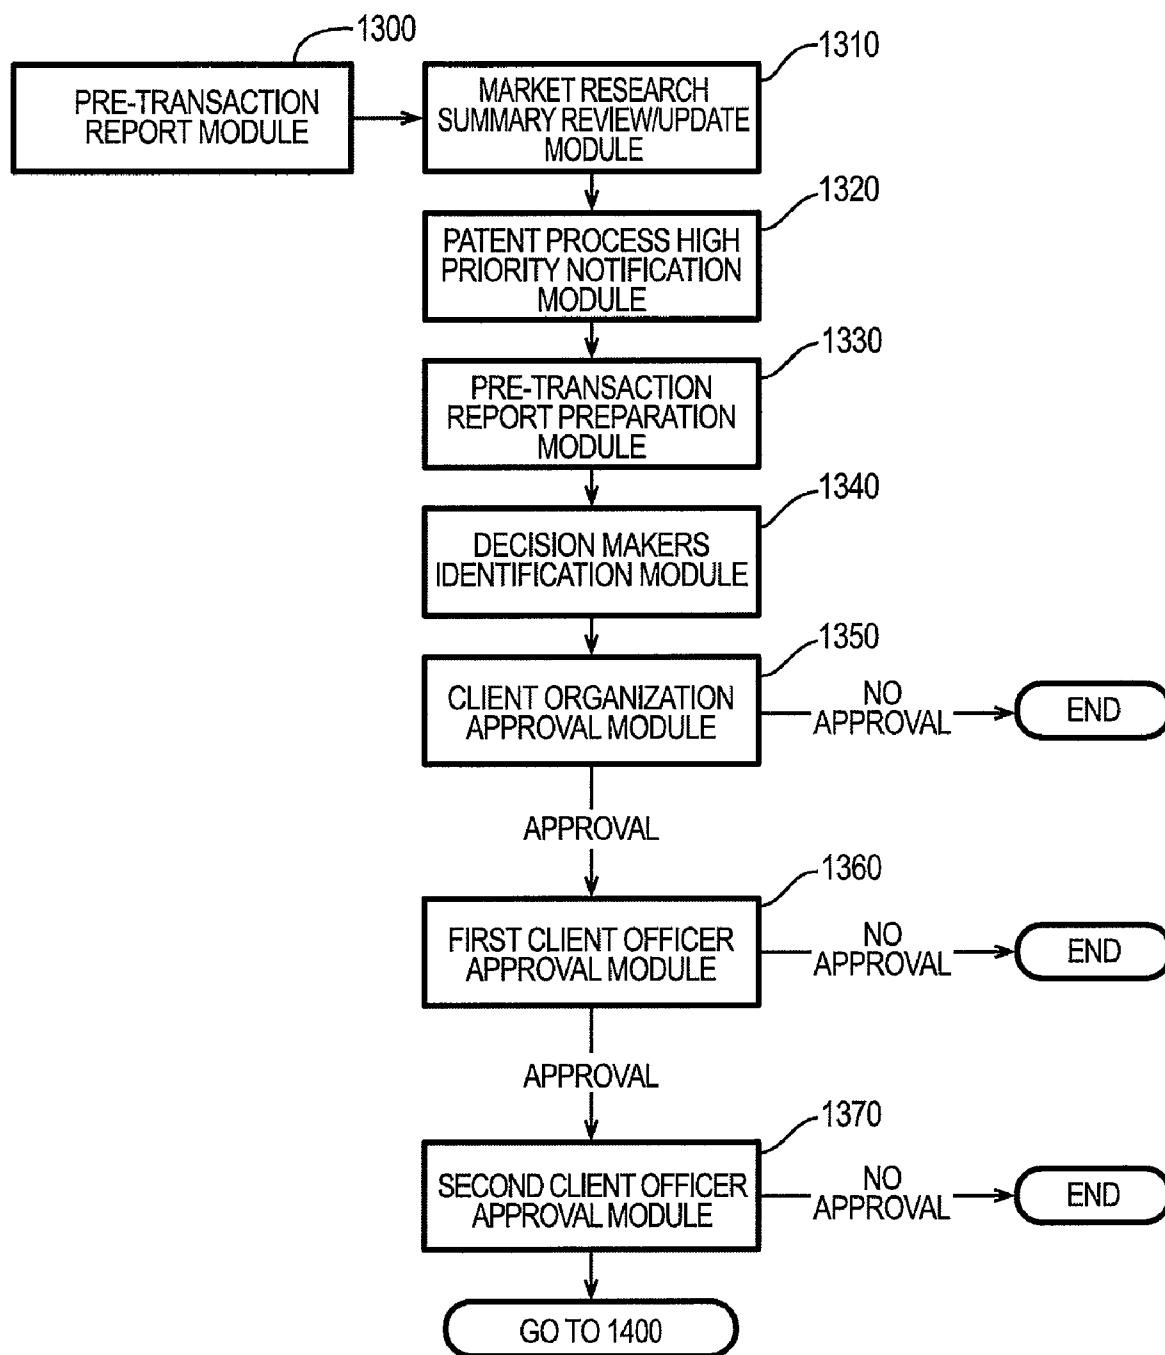 1300
PRE-TRANSACTION
REPORT MODULE
1310
MARKET RESEARCH
SUMMARY REVIEW/UPDATE
MODULE
1320
PATENT PROCESS HIGH
PRIORITY NOTIFICATION
MODULE
1330
PRE-TRANSACTION
REPORT PREPARATION
MODULE
1340
DECISION MAKERS
IDENTIFICATION MODULE
1350
CLIENT ORGANIZATION
APPROVAL MODULE
NO
APPROVAL
END
APPROVAL
1360
FIRST CLIENT OFFICER
APPROVAL MODULE
NO
APPROVAL
END
APPROVAL
1370
SECOND CLIENT OFFICER
APPROVAL MODULE
NO
APPROVAL
END
GO TO 1400